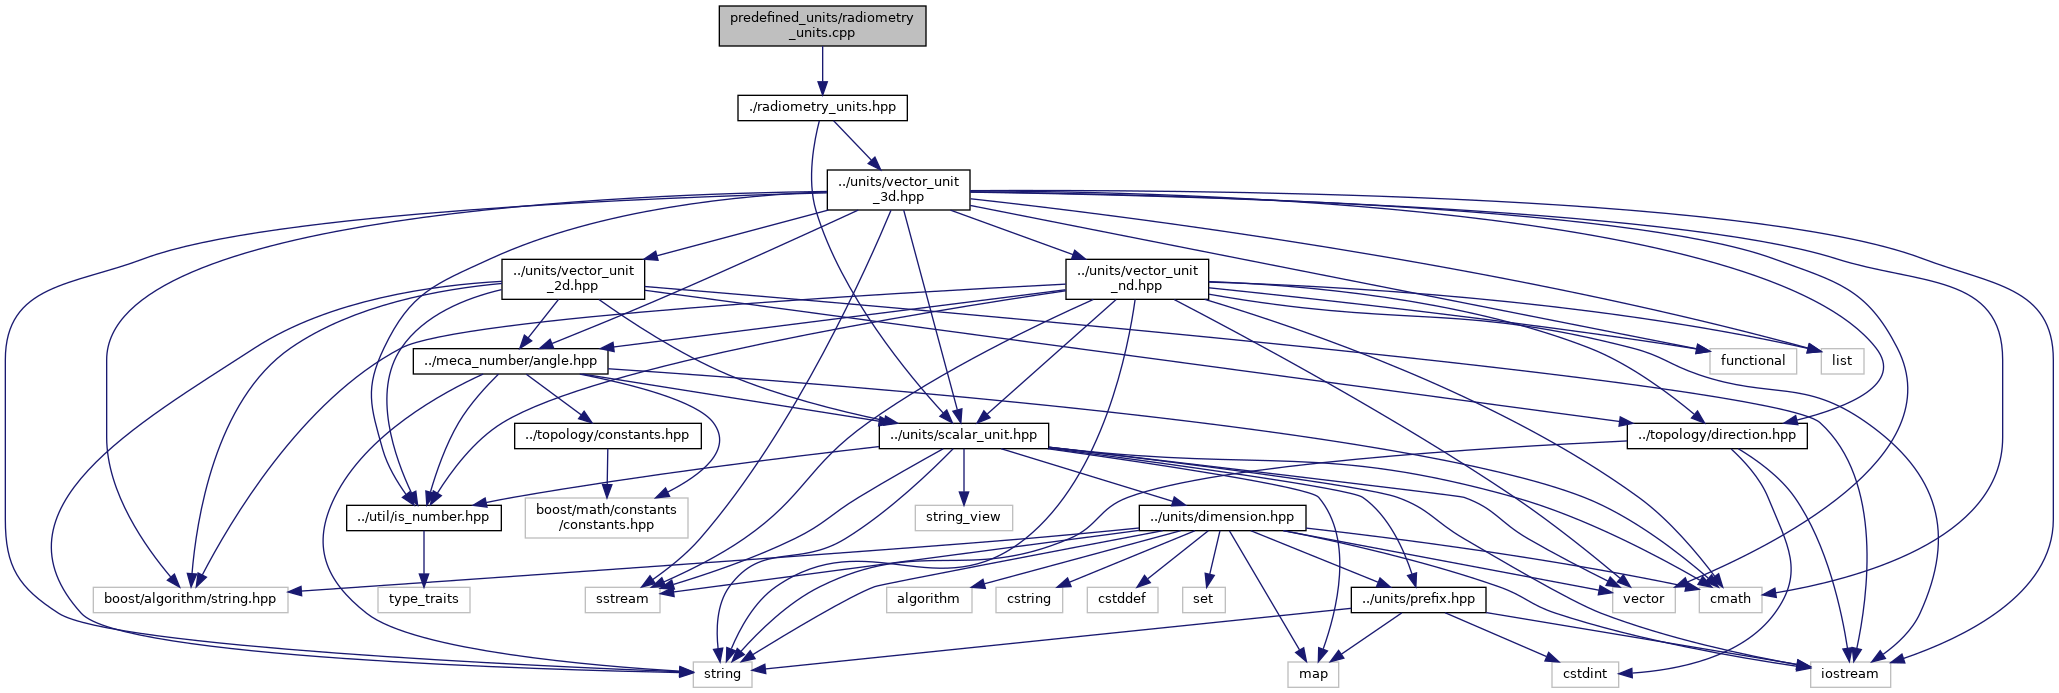 predefined_units/radiometry
_units.cpp
./radiometry_units.hpp
../units/vector_unit
_3d.hpp
../units/vector_unit
_2d.hpp
../units/vector_unit
_nd.hpp
../meca_number/angle.hpp
functional
list
../topology/constants.hpp
../units/scalar_unit.hpp
../topology/direction.hpp
../util/is_number.hpp
boost/math/constants
/constants.hpp
string_view
../units/dimension.hpp
boost/algorithm/string.hpp
type_traits
sstream
algorithm
cstring
cstddef
set
../units/prefix.hpp
vector
cmath
string
map
cstdint
iostream